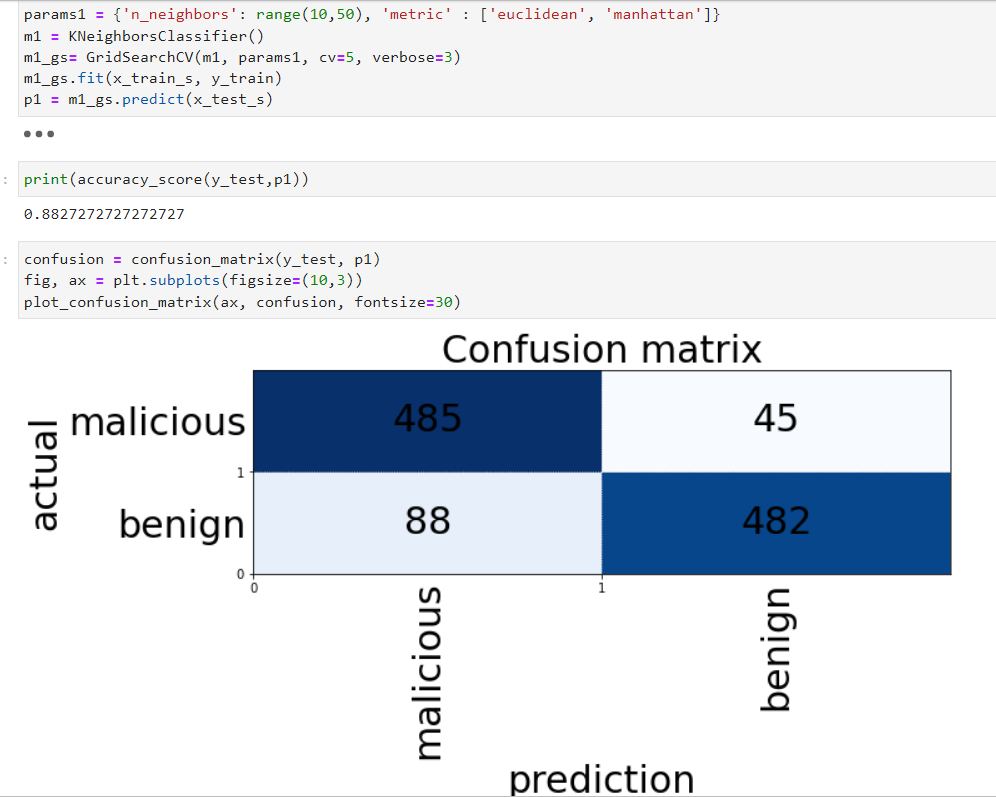 params1 = {'n_neighbors': range(10,50), 'metric' : ['euclidean', 'manhattan']}
m1 = KNeighborsClassifier()
m1_gs= GridSearchCV(m1, params1, cv=5, verbose=3)
m1_gs.fit(x_train_s, y_train)
p1 = m1_gs.predict(x_test_s)
•••
: print(accuracy_score(y_test,p1))
0.8827272727272727
: confusion = confusion_matrix(y_test, p1)
fig, ax = plt.subplots(figsize=(10,3))
plot_confusion_matrix(ax, confusion, fontsize=30)
Confusion matrix
actual
malicious 485 45
1
benign 88 482
0
0 1
malicious benign
prediction